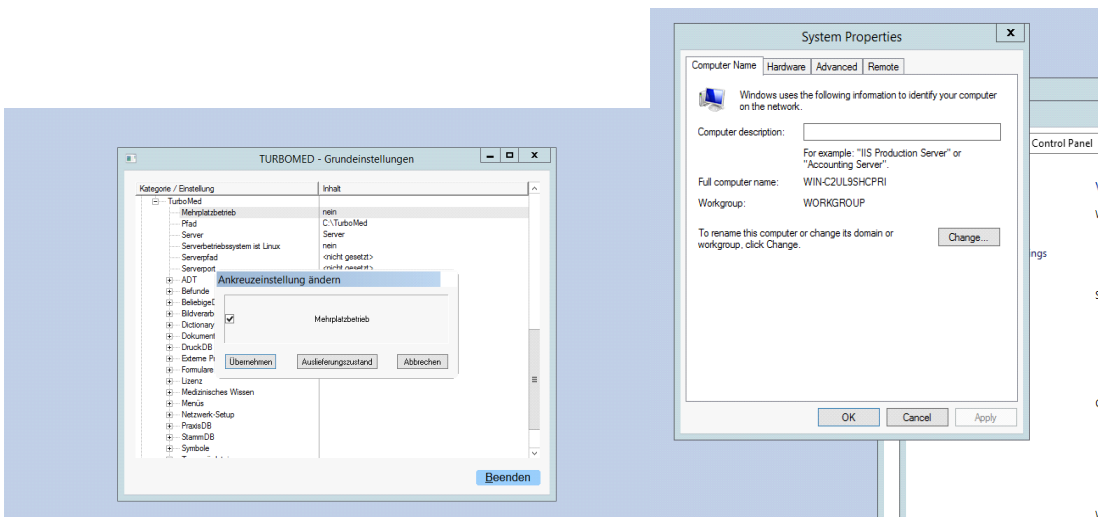 TURBOMED - Grundeinstellungen
Kategorie / Einstellung Inhalt
TurboMed
Mehrplatzbetrieb nein
Pfad C:\TurboMed
Server Server
Serverbetriebssystem ist Linux nein
Serverpfad <nicht gesetzt>
Serverport <nicht gesetzt>
ADT
Befunde
Bildverarb
Dictionary
Dokument
DruckDB
Externe
Formulare
Lizenz
Medizinisches Wissen
Menüs
Netzwerk-Setup
PraxisDB
StammDB
Symbole
Ankreuzeinstellung ändern
Mehrplatzbetrieb
Übernehmen Auslieferungszustand Abbrechen
Beenden
System Properties
Computer Name Hardware Advanced Remote
Windows uses the following information to identify your computer
on the network.
Computer description:
For example: "IIS Production Server" or
"Accounting Server".
Full computer name: WIN-C2UL9SHCPRI
Workgroup: WORKGROUP
To rename this computer or change its domain or
workgroup, click Change.
Change...
OK Cancel Apply
Control Panel
ngs